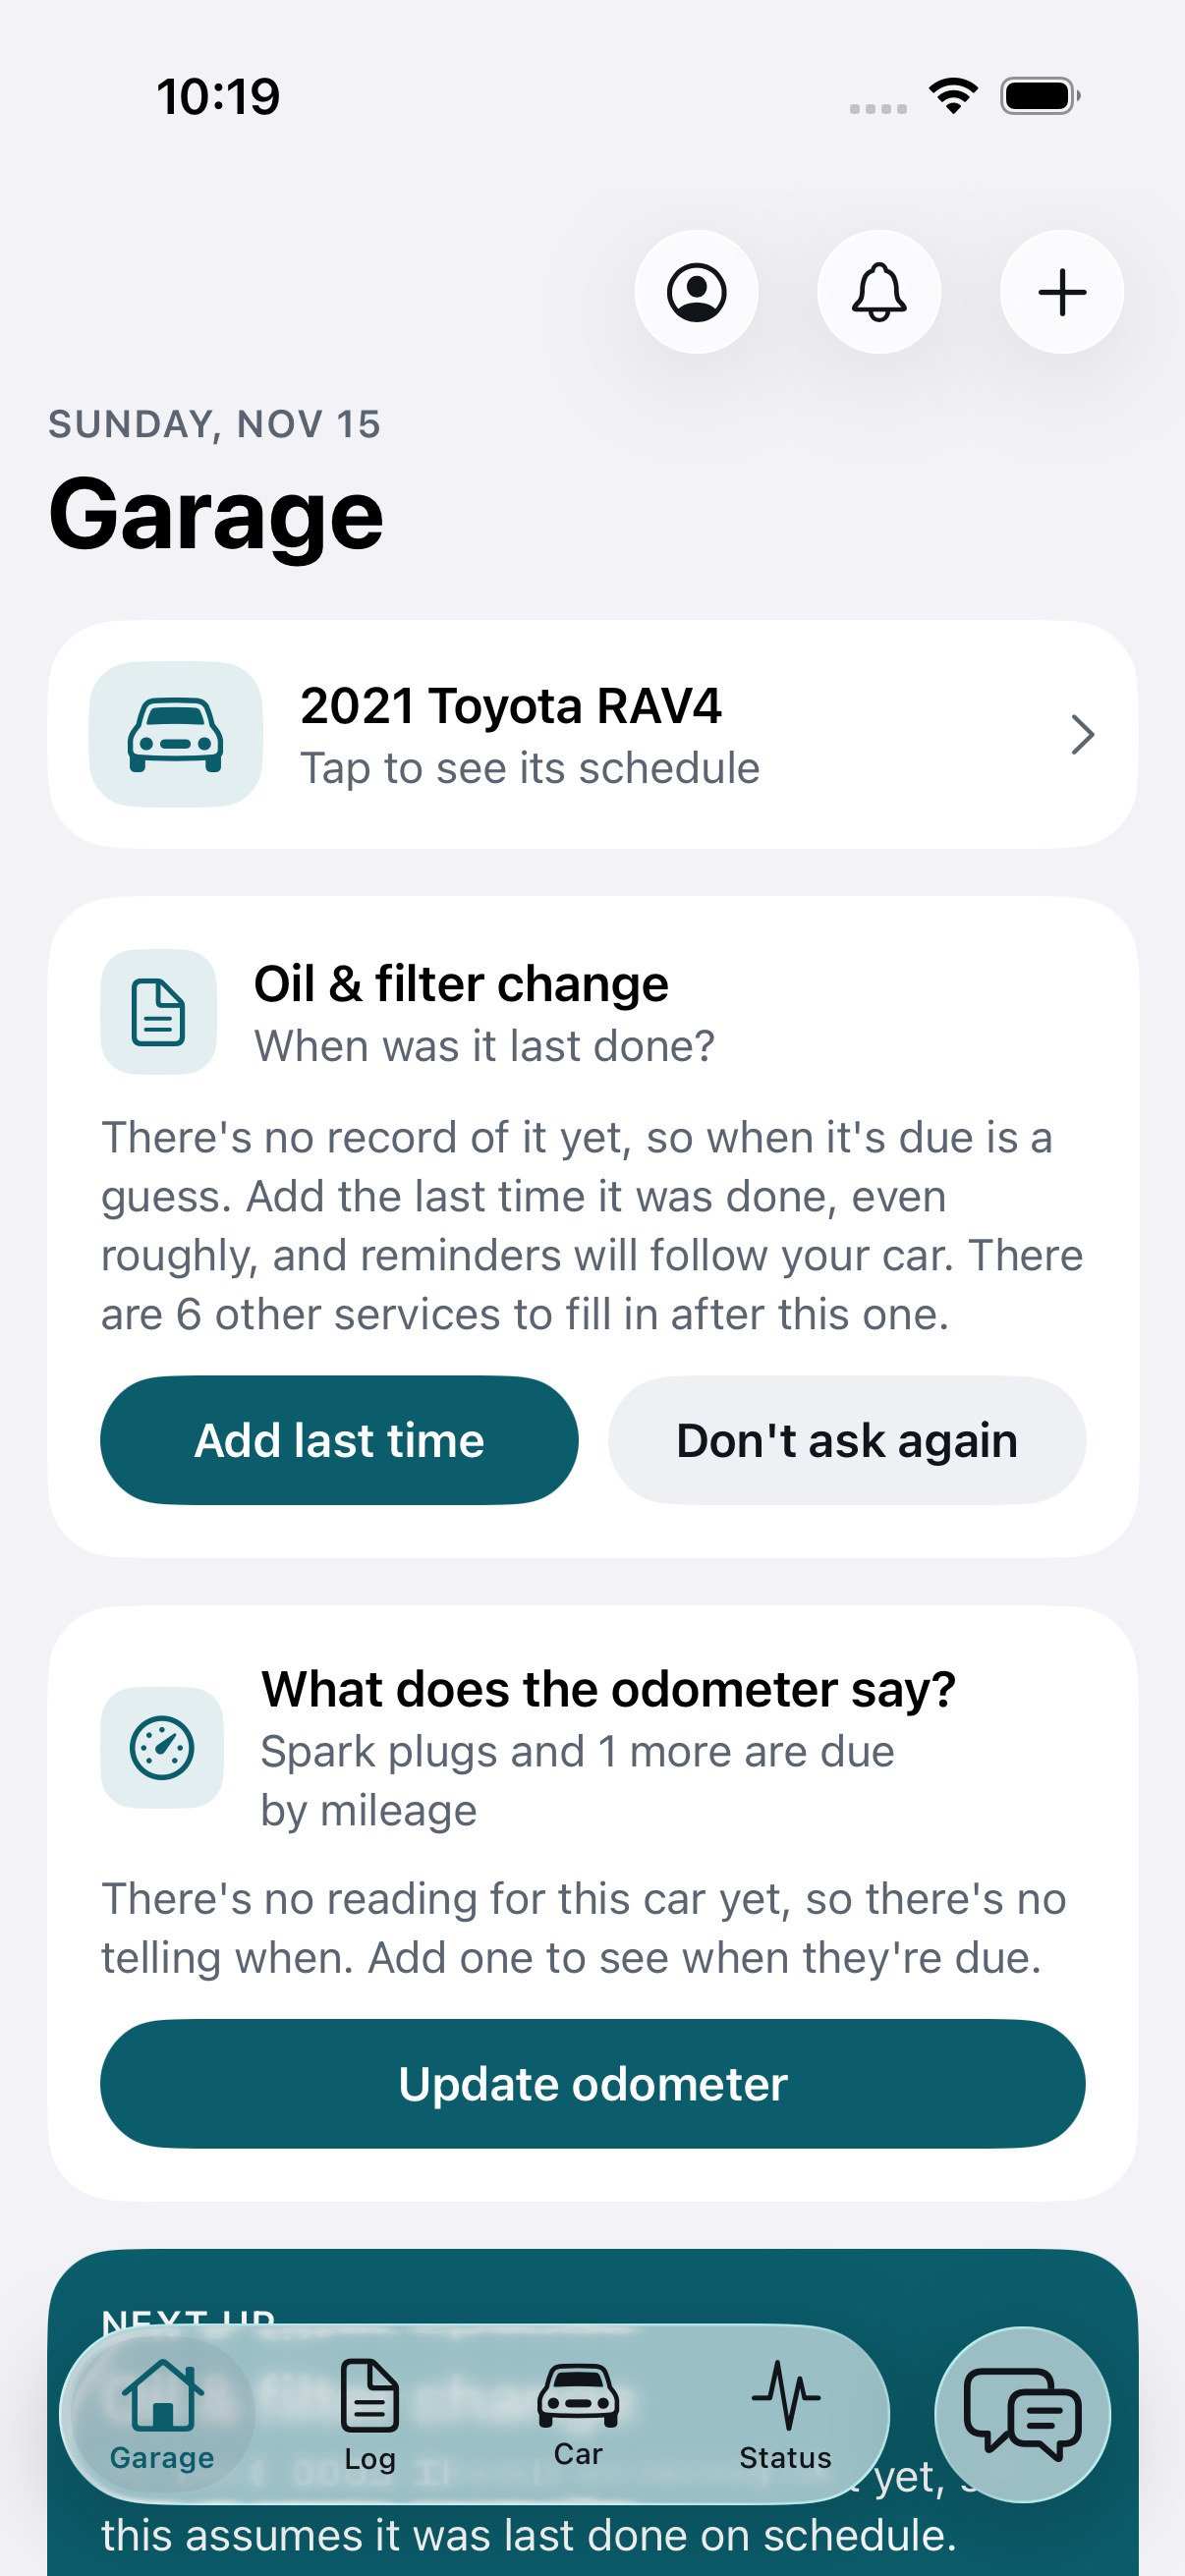 10:19
SUNDAY, NOV 15
Garage
2021 Toyota RAV4
Tap to see its schedule
Oil & filter change
When was it last done?
There's no record of it yet, so when it's due is a
guess. Add the last time it was done, even
roughly, and reminders will follow your car. There
are 6 other services to fill in after this one.
Add last time
Don't ask again
What does the odometer say?
Spark plugs and 1 more are due
by mileage
There's no reading for this car yet, so there's no
telling when. Add one to see when they're due.
Update odometer
NEXT UP
Garage
Log
Car
Status
yet,
this assumes it was last done on schedule.